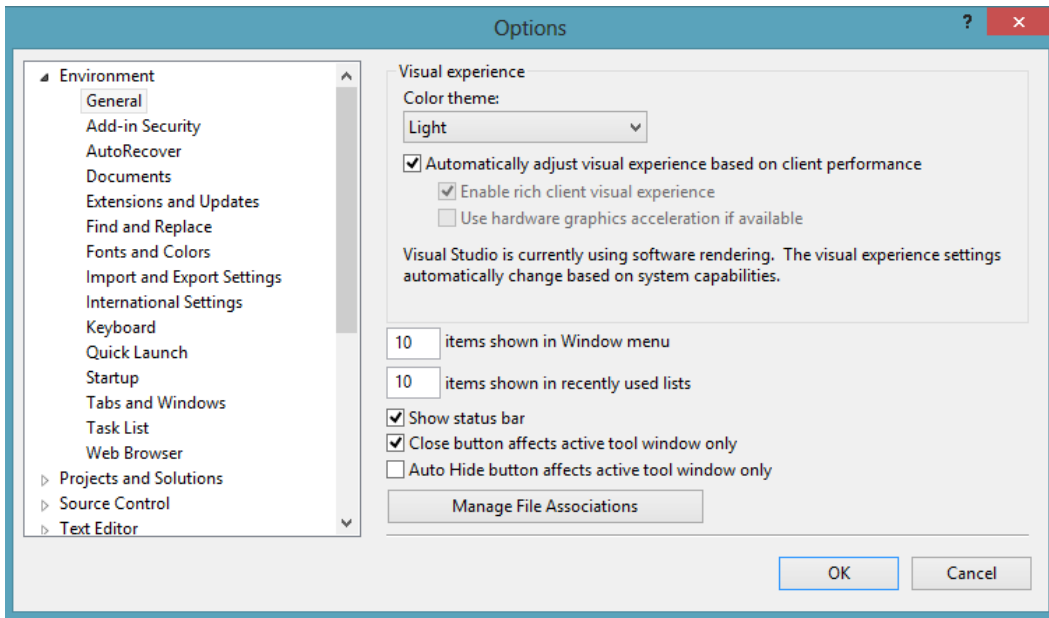 Options
?
×
Environment
General
Add-in Security
AutoRecover
Documents
Extensions and Updates
Find and Replace
Fonts and Colors
Import and Export Settings
International Settings
Keyboard
Quick Launch
Startup
Tabs and Windows
Task List
Web Browser
Projects and Solutions
Source Control
Text Editor
Visual experience
Color theme:
Light
Automatically adjust visual experience based on client performance
Enable rich client visual experience
Use hardware graphics acceleration if available
Visual Studio is currently using software rendering.  The visual experience settings
automatically change based on system capabilities.
10 items shown in Window menu
10 items shown in recently used lists
Show status bar
Close button affects active tool window only
Auto Hide button affects active tool window only
Manage File Associations
OK
Cancel